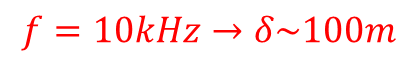 f = 10kHz → δ~100m